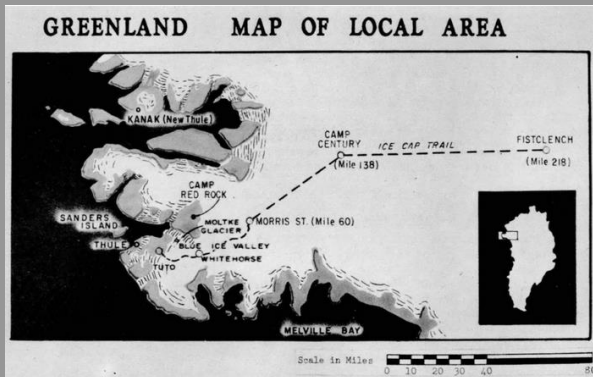 GREENLAND MAP OF LOCAL AREA
KANAK (New Thule)
CAMP
CENTURY
(Mile 138)
ICE CAP TRAIL
FISTCLENCH
(Mile 218)
CAMP
RED ROCK
SANDERS
ISLAND
MOLTKE
GLACIER
MORRIS ST. (Mile 60)
THULE
BLUE ICE VALLEY
WHITEHORSE
TUTO
MELVILLE BAY
Scale in Miles
0 10 20 30 40 80